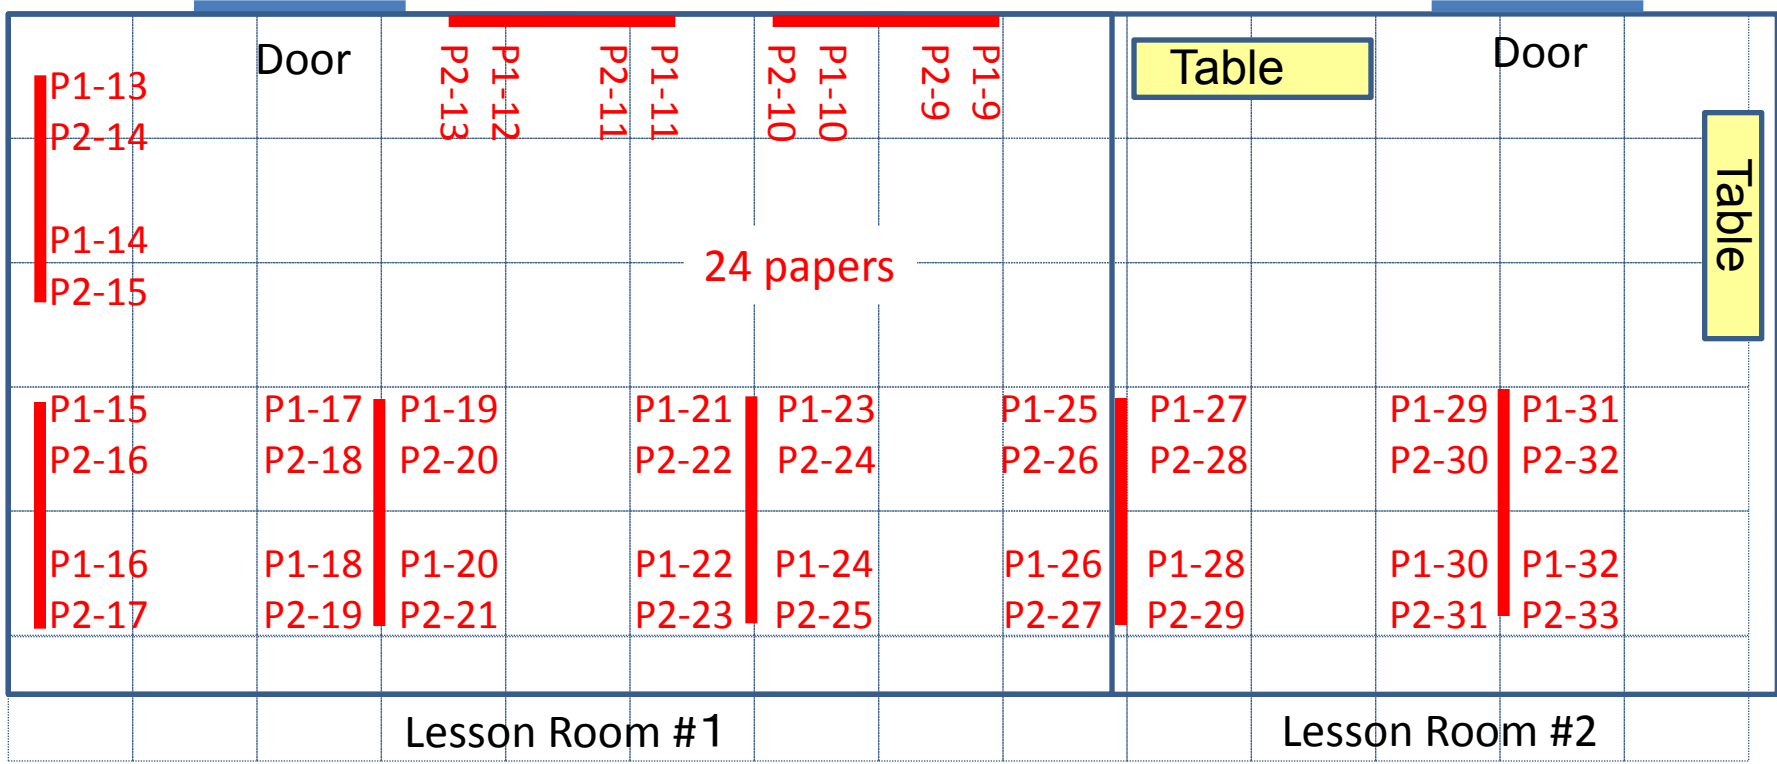 Door
P2-13
P1-12
P2-11
P1-11
P2-10
P1-10
P2-9
P1-9
Table
Door
P1-13
P2-14
P1-14
P2-15
Table
24 papers
P1-15 P1-17 P1-19 P1-21 P1-23 P1-25 P1-27 P1-29 P1-31
P2-16 P2-18 P2-20 P2-22 P2-24 P2-26 P2-28 P2-30 P2-32
P1-16 P1-18 P1-20 P1-22 P1-24 P1-26 P1-28 P1-30 P1-32
P2-17 P2-19 P2-21 P2-23 P2-25 P2-27 P2-29 P2-31 P2-33
Lesson Room #1
Lesson Room #2